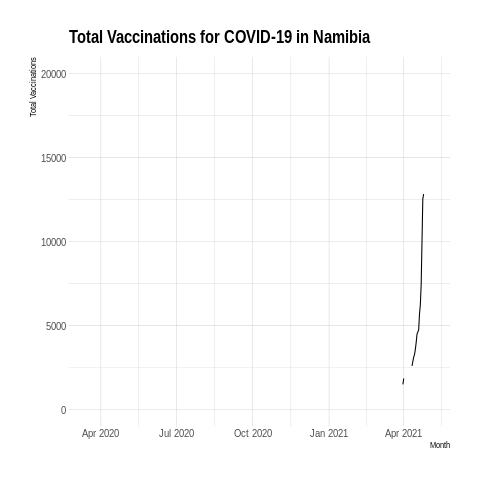 Total Vaccinations for COVID-19 in Namibia
Total Vaccinations
20000
15000
10000
5000
0
Apr 2020 Jul 2020 Oct 2020 Jan 2021 Apr 2021
Month